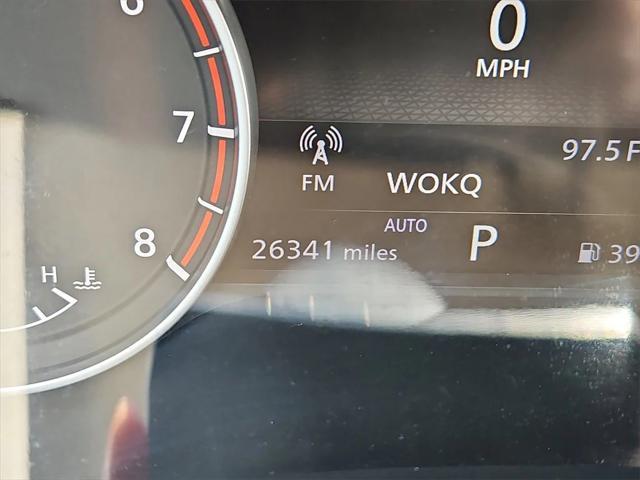 6
7
8
H
0
MPH
97.5 F
FM
WOKQ
AUTO
26341 miles
P
39